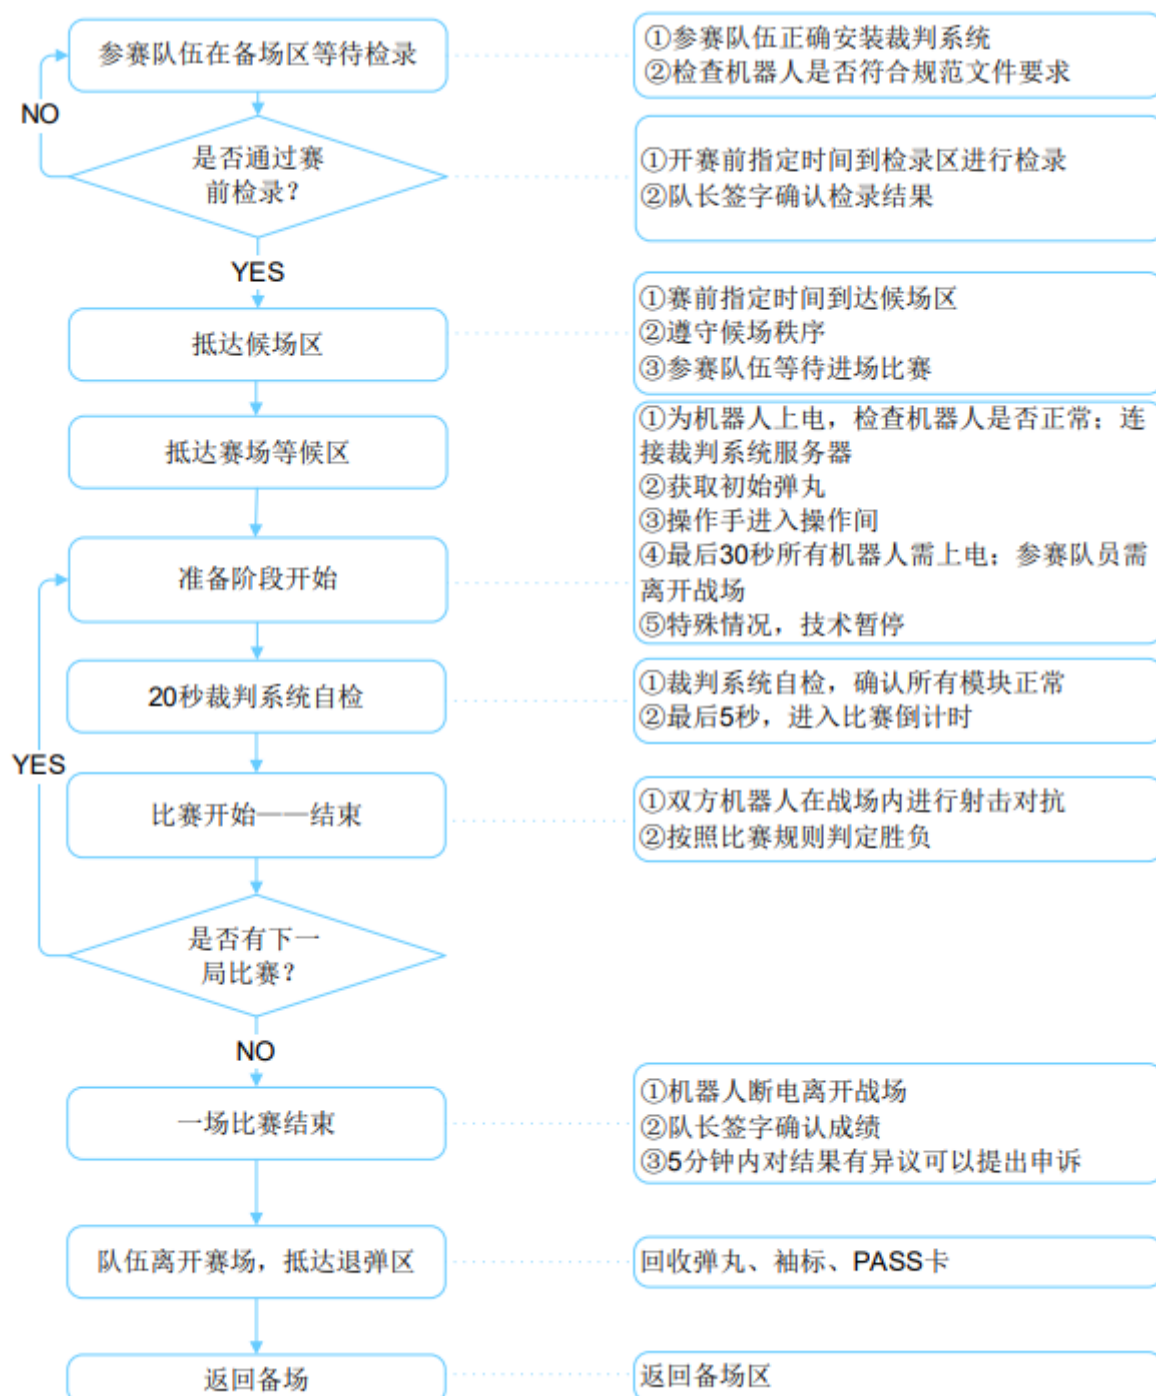 参赛队伍在备场区等待检录
①参赛队伍正确安装裁判系统
②检查机器人是否符合规范文件要求
NO
是否通过赛
前检录？
①开赛前指定时间到检录区进行检录
②队长签字确认检录结果
YES
抵达候场区
①赛前指定时间到达候场区
②遵守候场秩序
③参赛队伍等待进场比赛
抵达赛场等候区
①为机器人上电，检查机器人是否正常；连
接裁判系统服务器
②获取初始弹丸
③操作手进入操作间
④最后30秒所有机器人需上电；参赛队员需
离开战场
⑤特殊情况，技术暂停
准备阶段开始
20秒裁判系统自检
①裁判系统自检，确认所有模块正常
②最后5秒，进入比赛倒计时
YES
比赛开始——结束
①双方机器人在战场内进行射击对抗
②按照比赛规则判定胜负
是否有下一
局比赛？
NO
一场比赛结束
①机器人断电离开战场
②队长签字确认成绩
③5分钟内对结果有异议可以提出申诉
队伍离开赛场，抵达退弹区
回收弹丸、袖标、PASS卡
返回备场
返回备场区